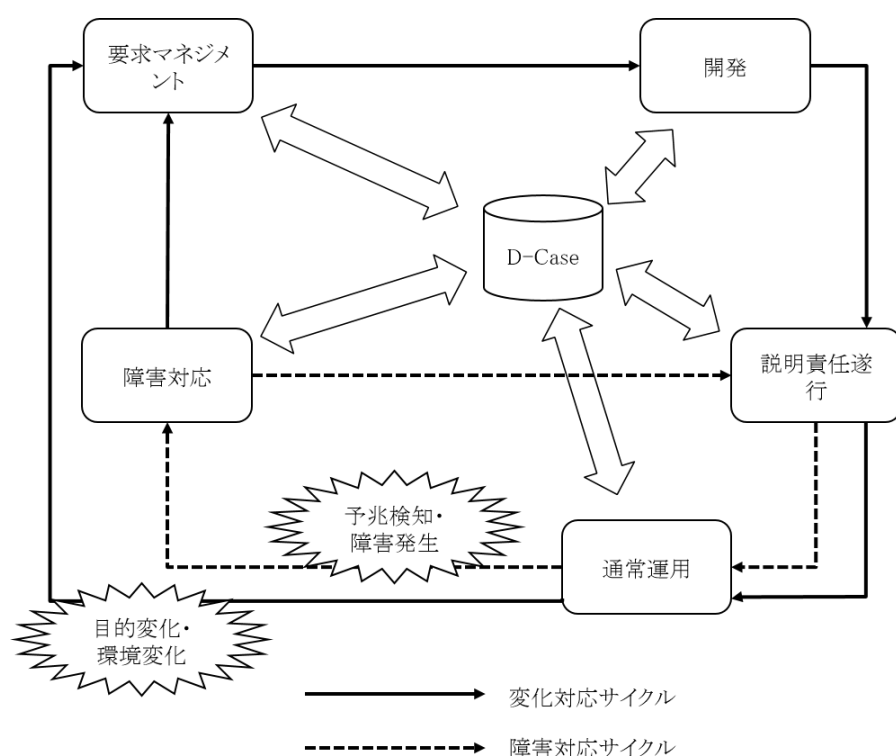 要求マネジメ
ント
開発
D-Case
障害対応
説明責任遂
行
予兆検知・
障害発生
通常運用
目的変化・
環境変化
変化対応サイクル
障害対応サイクル